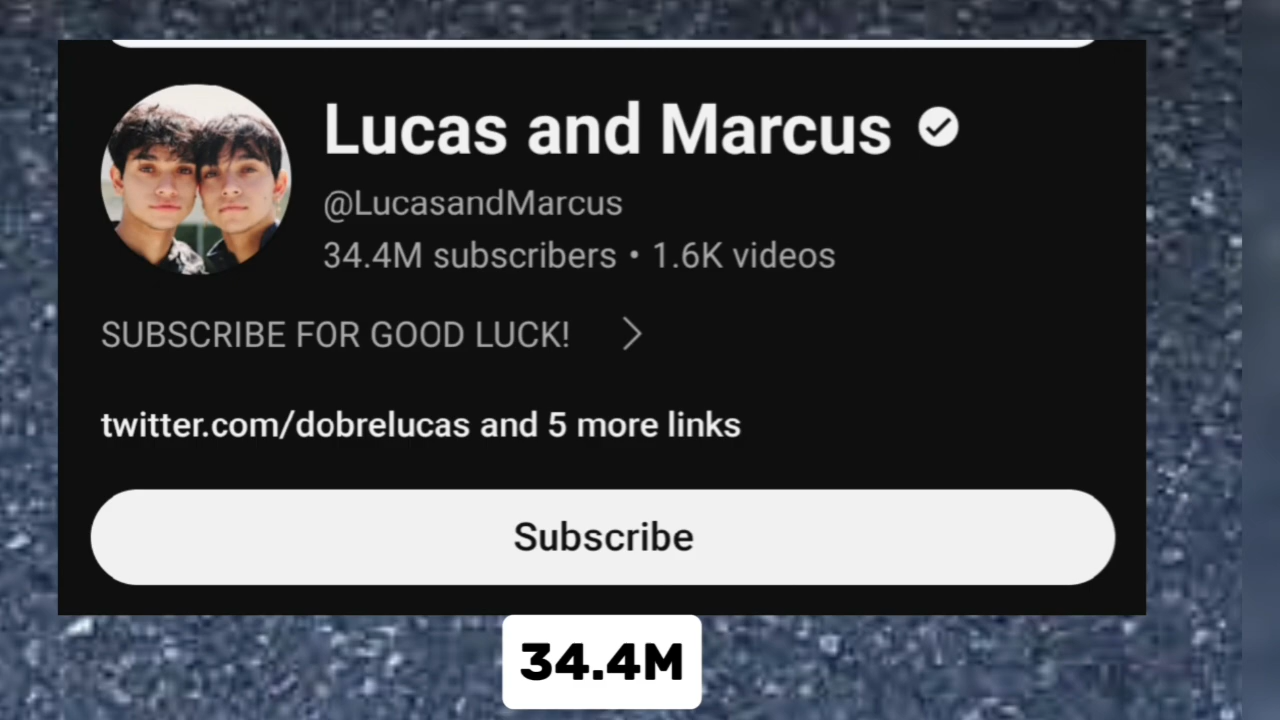 Lucas and Marcus
@LucasandMarcus
34.4M subscribers • 1.6K videos
SUBSCRIBE FOR GOOD LUCK!
twitter.com/dobrelucas and 5 more links
Subscribe
34.4M